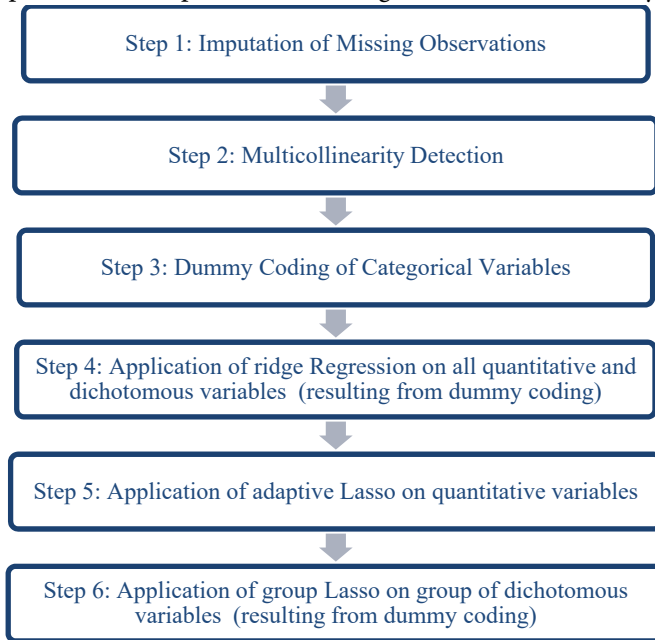 Step 1: Imputation of Missing Observations
Step 2: Multicollinearity Detection
Step 3: Dummy Coding of Categorical Variables
Step 4: Application of ridge Regression on all quantitative and
dichotomous variables (resulting from dummy coding)
Step 5: Application of adaptive Lasso on quantitative variables
Step 6: Application of group Lasso on group of dichotomous
variables (resulting from dummy coding)